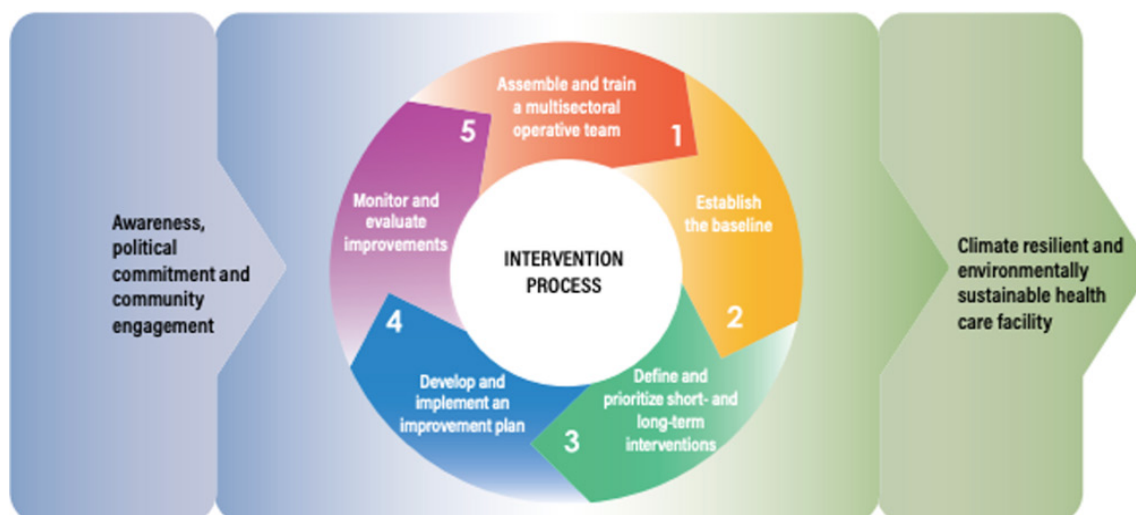 Awareness,
political
commitment and
community
engagement
INTERVENTION
PROCESS
Assemble and train
a multisectoral
operative team
1
Establish
the baseline
2
Define and
prioritize short- and
long-term
interventions
3
Develop and
implement an
improvement plan
4
Monitor and
evaluate
improvements
5
Climate resilient and
environmentally
sustainable health
care facility